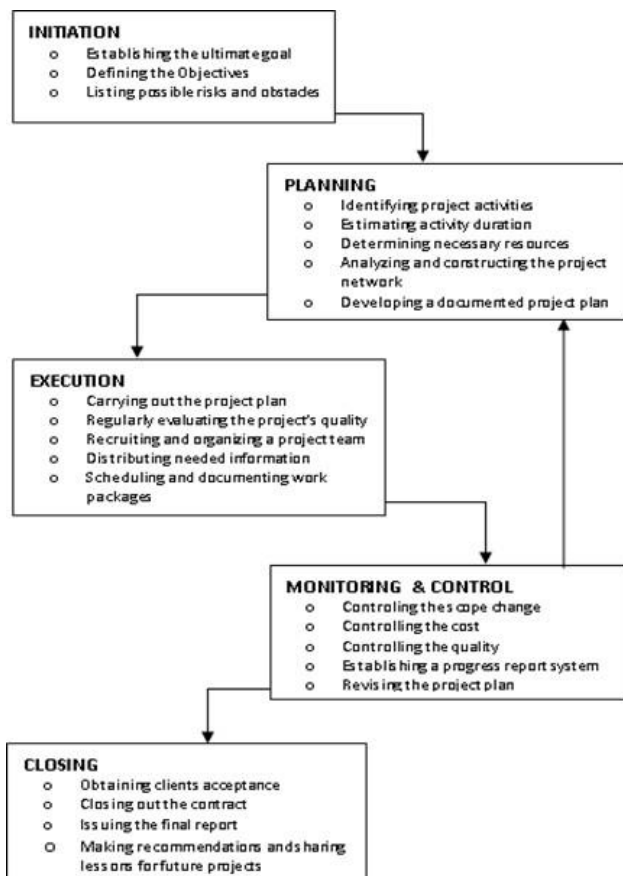 INITIATION
o Establishing the ultimate goal
o Defining the Objectives
o Listing possible risks and obstacles
PLANNING
o Identifying project activities
o Estimating activity duration
o Determining necessary resources
o Analyzing and constructing the project
network
o Developing a documented project plan
EXECUTION
o Carrying out the project plan
o Regularly evaluating the project's quality
o Recruiting and organizing a project team
o Distributing needed information
o Scheduling and documenting work
packages
MONITORING & CONTROL
o Controling the scope change
o Controlling the cost
o Controlling the quality
o Establishing a progress report system
o Revising the project plan
CLOSING
o Obtaining clients acceptance
o Closing out the contract
o Issuing the final report
o Making recommendations and sharing
lessons for future projects